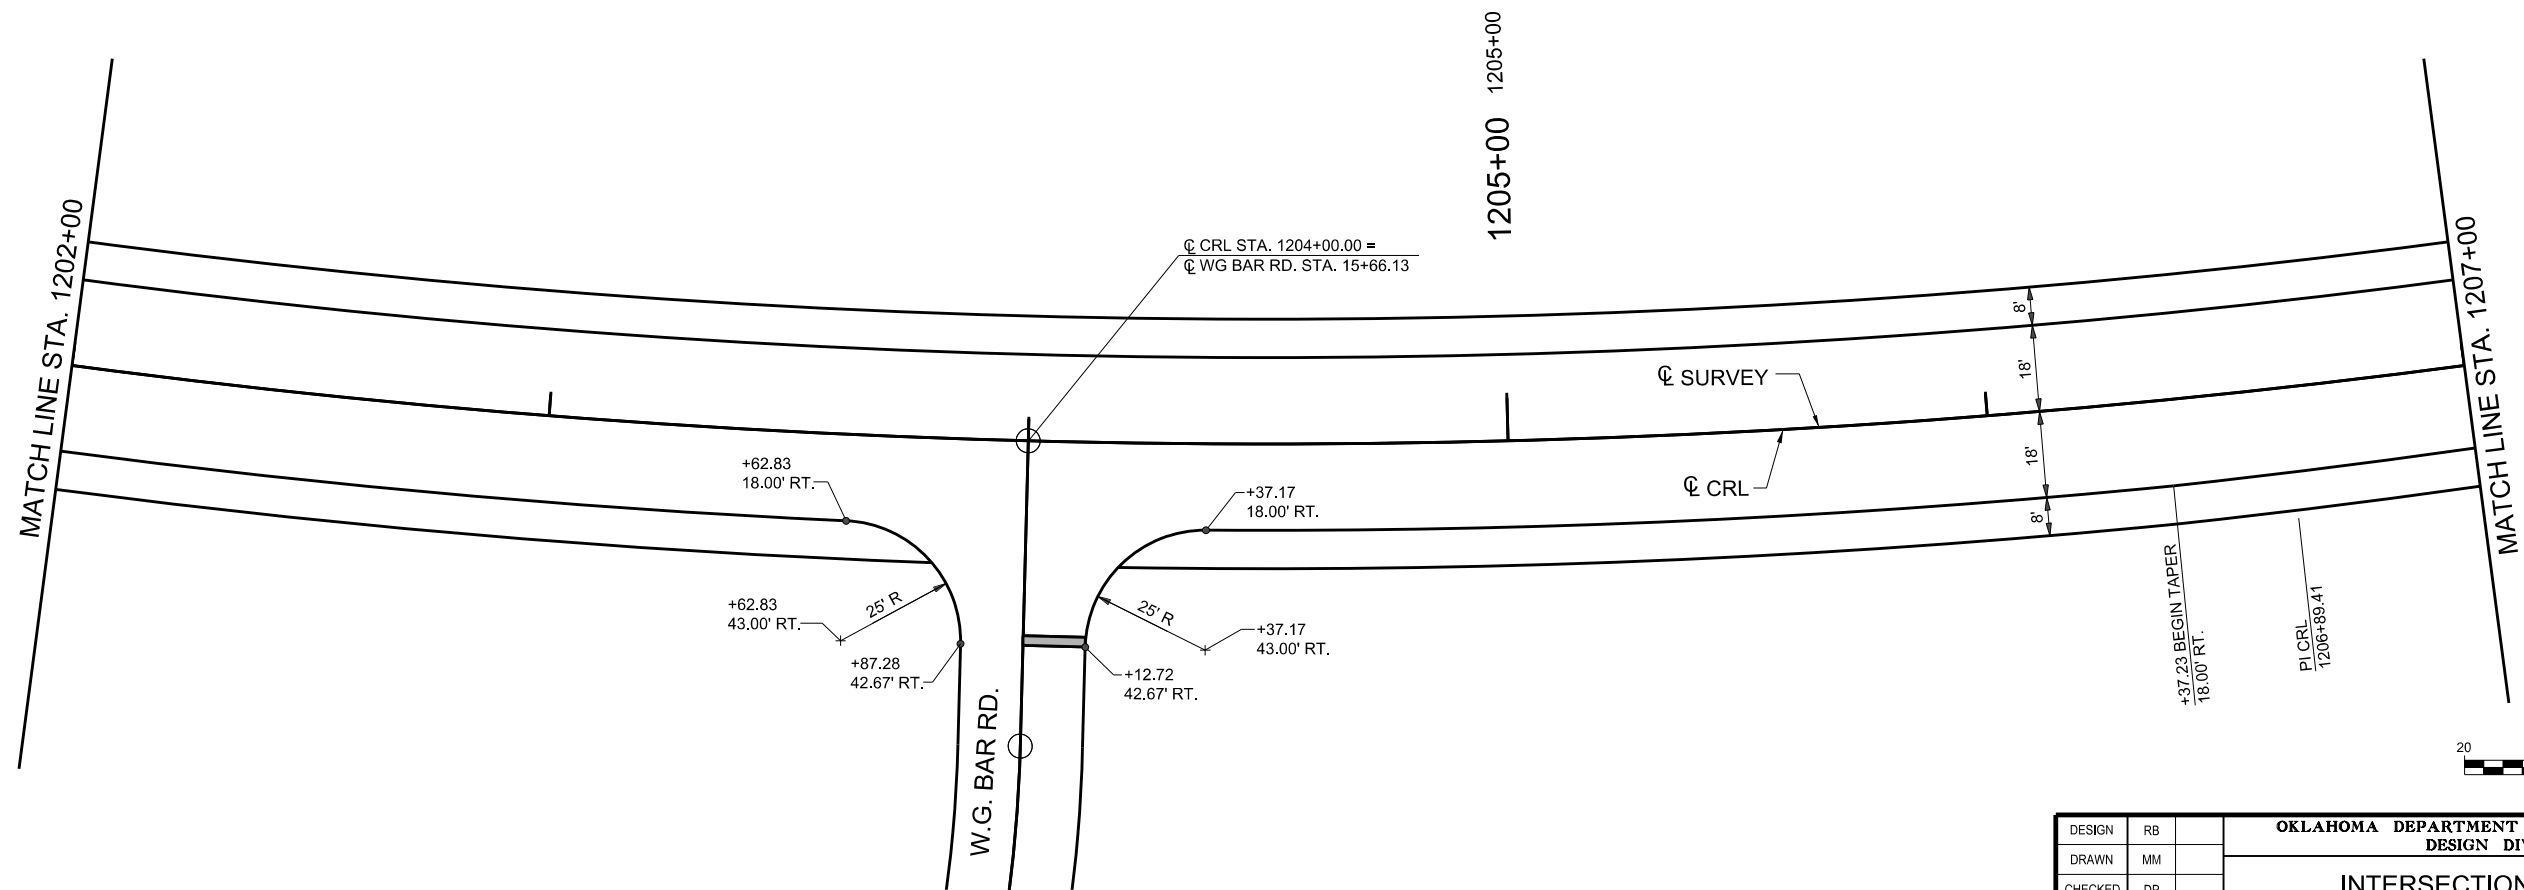 1205+00
1205+00
MATCH LINE STA. 1202+00
MATCH LINE STA. 1207+00
℄ CRL STA. 1204+00.00 =
℄ WG BAR RD. STA. 15+66.13
8'
18'
18'
8'
℄ SURVEY
℄ CRL
+62.83
18.00' RT.
+37.17
18.00' RT.
+62.83
43.00' RT.
25' R
25' R
+37.17
43.00' RT.
+87.28
42.67' RT.
+12.72
42.67' RT.
W.G. BAR RD.
+37.23 BEGIN TAPER
18.00' RT.
PI CRL
1206+89.41
20
DESIGN RB
DRAWN MM
OKLAHOMA DEPARTMENT
DESIGN
INTERSECTION